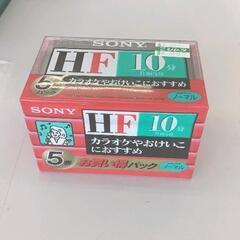 SONY
HF 10分
カラオケやおけいこにおすすめ
ノーマル
SONY
HF 10分
カラオケやおけいこ
におすすめ
5巻 お買い得パック
ノーマル